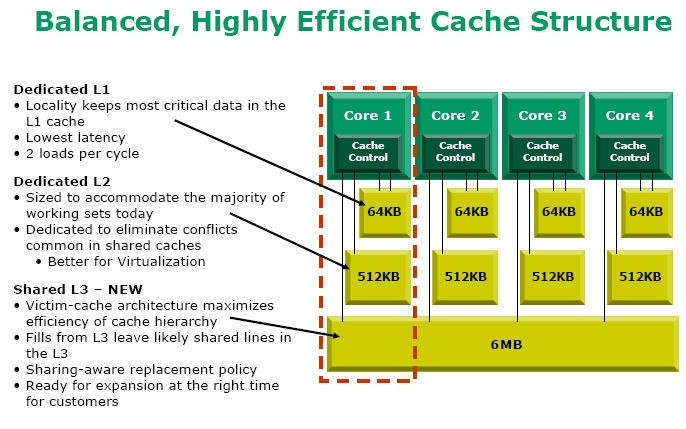 Balanced, Highly Efficient Cache Structure
Dedicated L1
• Locality keeps most critical data in the
L1 cache
• Lowest latency
• 2 loads per cycle
Dedicated L2
• Sized to accommodate the majority of
working sets today
• Dedicated to eliminate conflicts
common in shared caches
• Better for Virtualization
Shared L3 – NEW
• Victim-cache architecture maximizes
efficiency of cache hierarchy
• Fills from L3 leave likely shared lines in
the L3
• Sharing-aware replacement policy
• Ready for expansion at the right time
for customers
Core 1 Core 2 Core 3 Core 4
Cache Cache Cache Cache
Control Control Control Control
64KB 64KB 64KB 64KB
512KB 512KB 512KB 512KB
6MB